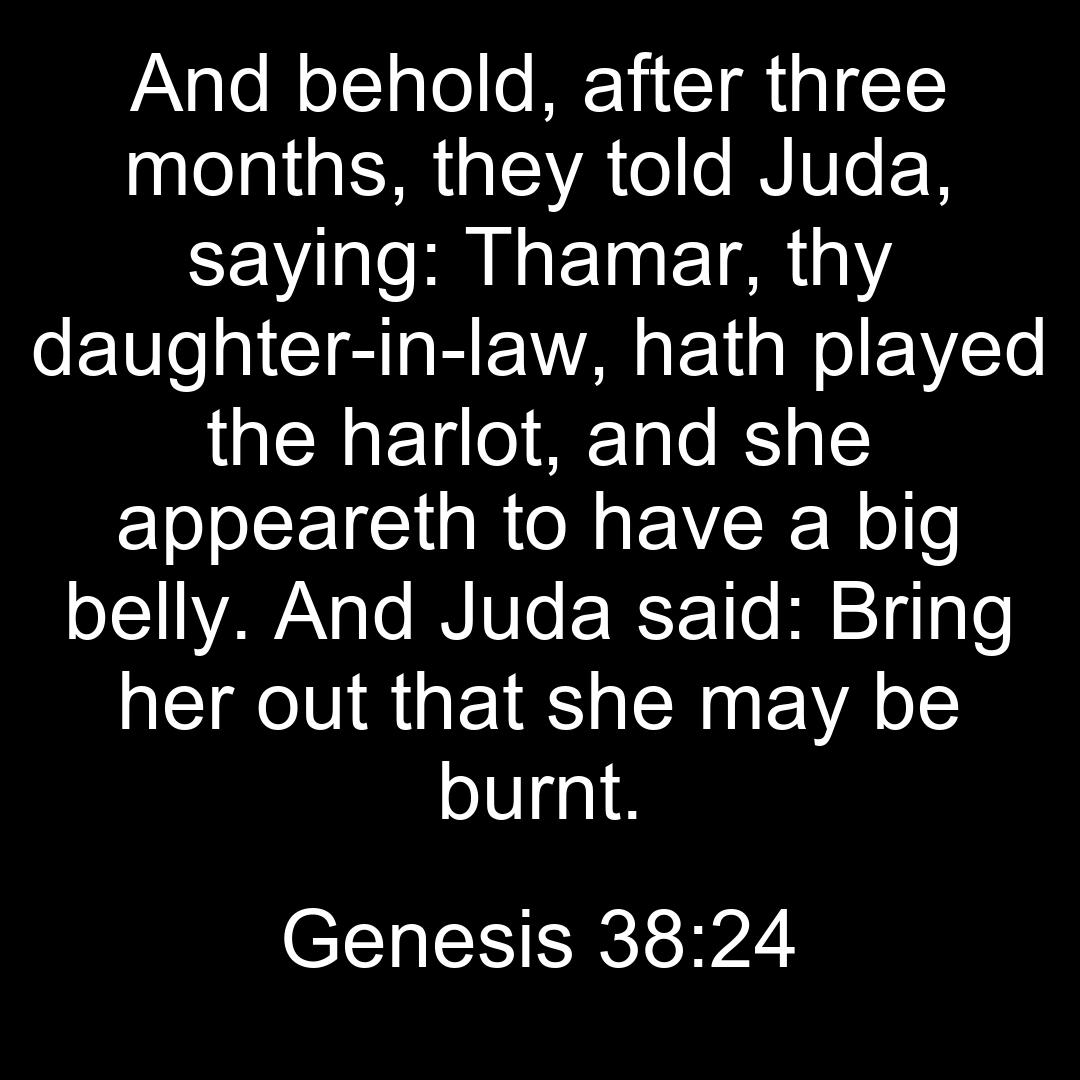 And behold, after three
months, they told Juda,
saying: Thamar, thy
daughter-in-law, hath played
the harlot, and she
appeareth to have a big
belly. And Juda said: Bring
her out that she may be
burnt.
Genesis 38:24